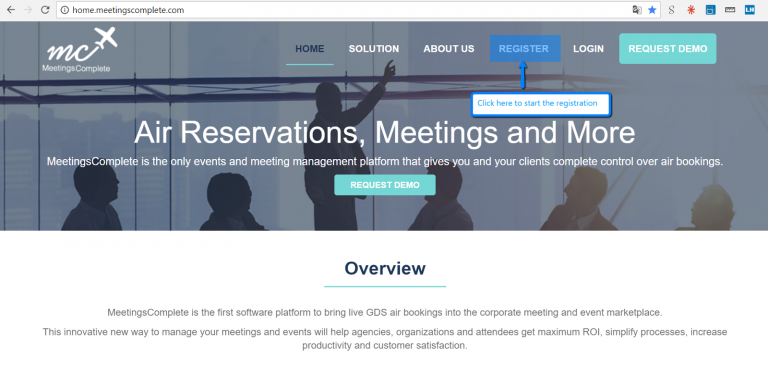 home.meetingscomplete.com
mc
MeetingsComplete
HOME SOLUTION ABOUT US REGISTER LOGIN REQUEST DEMO
Click here to start the registration
Air Reservations, Meetings and More
MeetingsComplete is the only events and meeting management platform that gives you and your clients complete control over air bookings.
REQUEST DEMO
Overview
MeetingsComplete is the first software platform to bring live GDS air bookings into the corporate meeting and event marketplace.
This innovative new way to manage your meetings and events will help agencies, organizations and attendees get maximum ROI, simplify processes, increase
productivity and customer satisfaction.